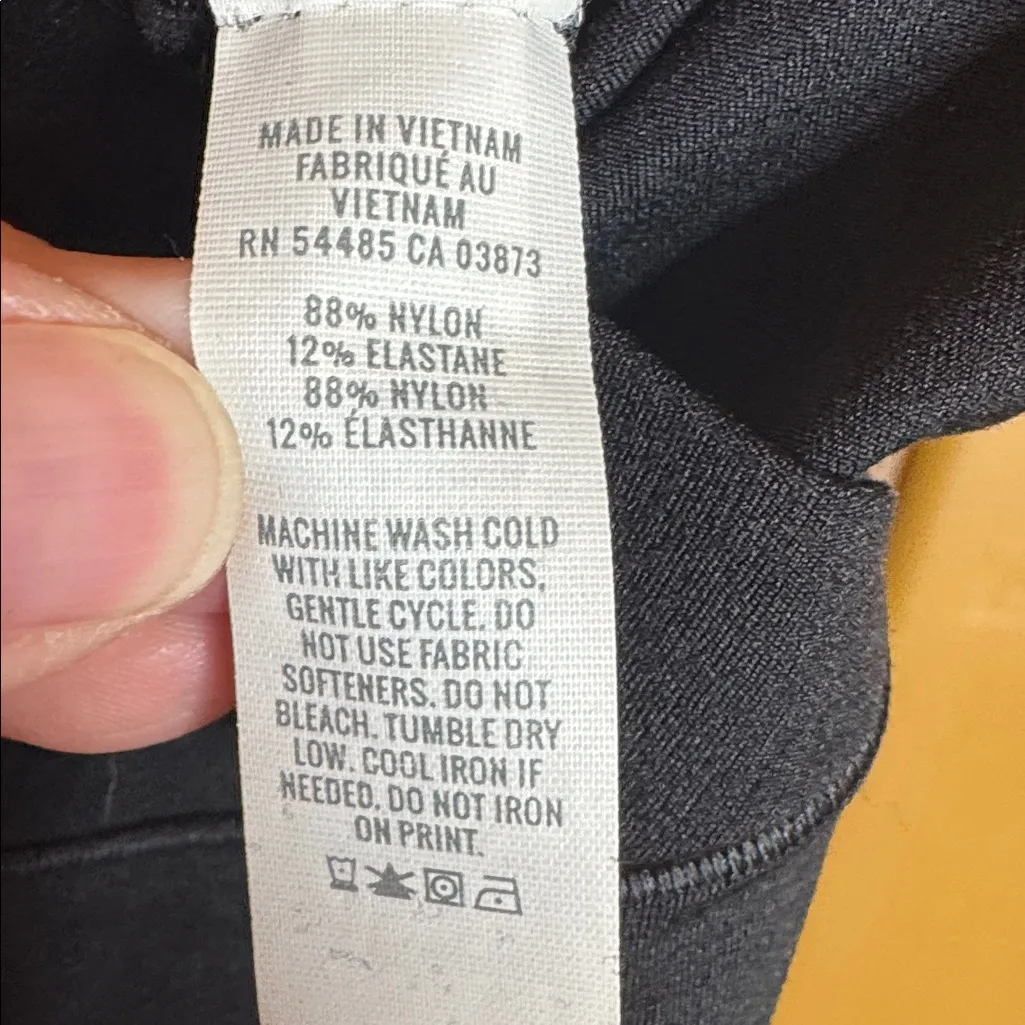 MADE IN VIETNAM
FABRIQUÉ AU
VIETNAM
RN 54485 CA 03873
88% NYLON
12% ELASTANE
88% NYLON
12% ÉLASTHANNE
MACHINE WASH COLD
WITH LIKE COLORS,
GENTLE CYCLE. DO
NOT USE FABRIC
SOFTENERS. DO NOT
BLEACH. TUMBLE DRY
LOW. COOL IRON IF
NEEDED. DO NOT IRON
ON PRINT.